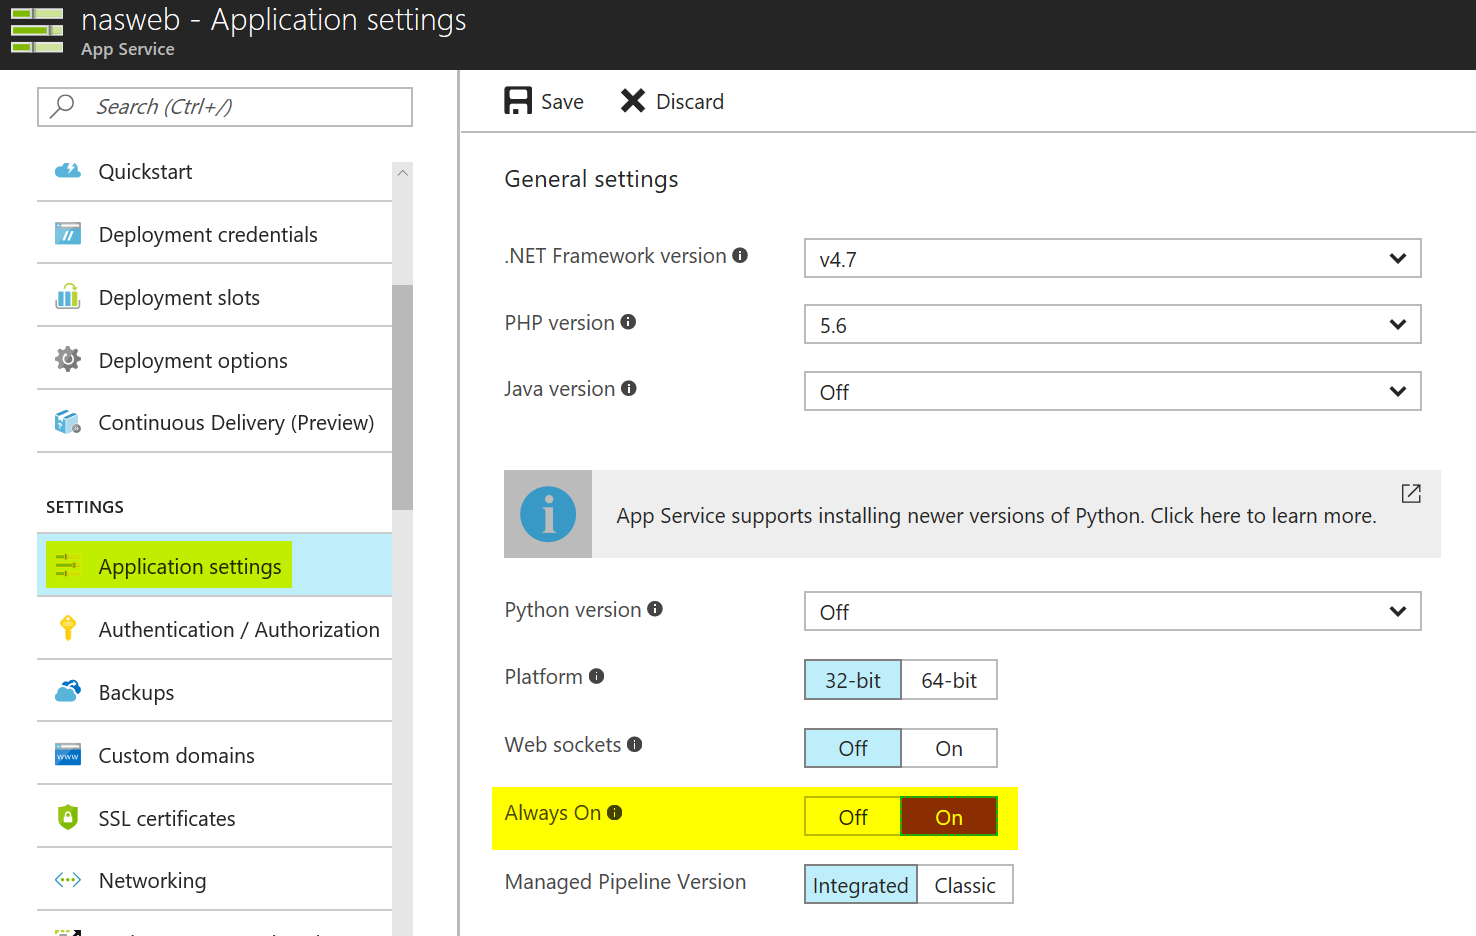 nasweb - Application settings
App Service
Search (Ctrl+/)
Quickstart
Deployment credentials
Deployment slots
Deployment options
Continuous Delivery (Preview)
SETTINGS
Application settings
Authentication / Authorization
Backups
www
Custom domains
SSL certificates
Networking
Save
Discard
General settings
.NET Framework version
v4.7
PHP version
5.6
Java version
Off
App Service supports installing newer versions of Python. Click here to learn more.
Python version
Off
Platform
32-bit
64-bit
Web sockets
Off
On
Always On
Off
On
Managed Pipeline Version
Integrated
Classic